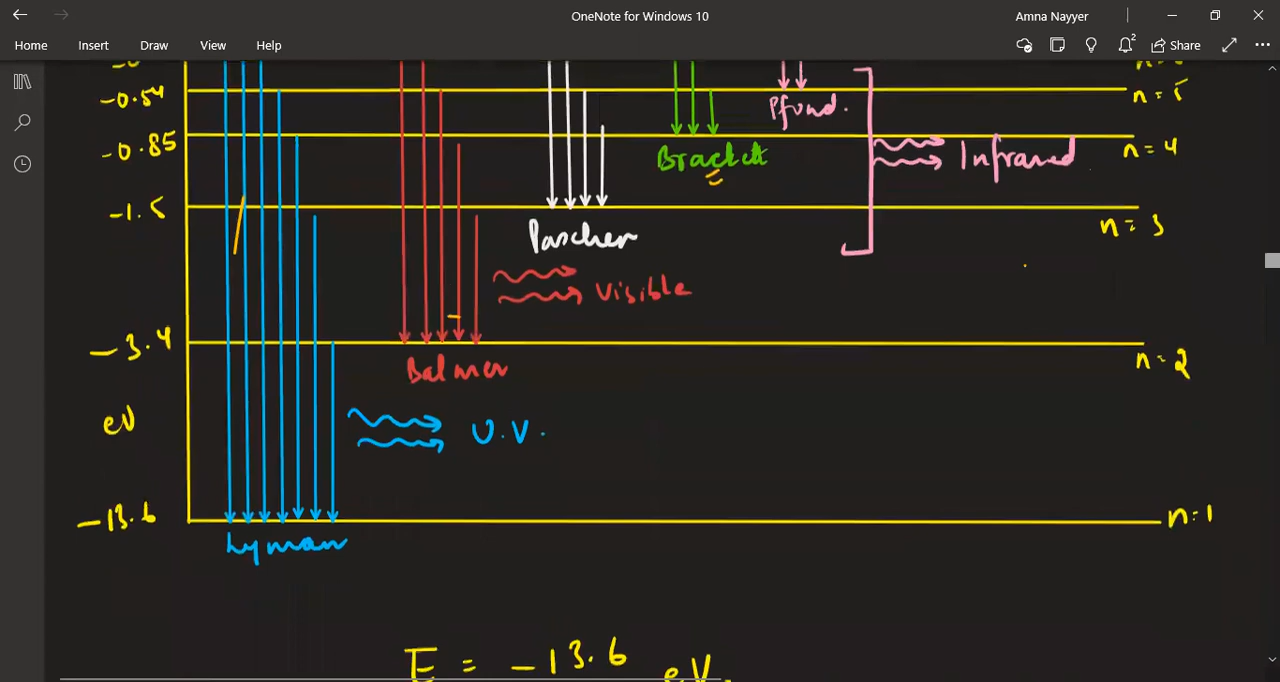 OneNote for Windows 10
Amna Nayyer
Home Insert Draw View Help
Share
-0.54
n = 5
Pfund.
-0.85
Brackett
Infrared
n = 4
-1.5
Paschen
n = 3
Visible
-3.4
Balmer
n = 2
eV
U.V.
-13.6
n = 1
Lyman
E = -13.6 eV.